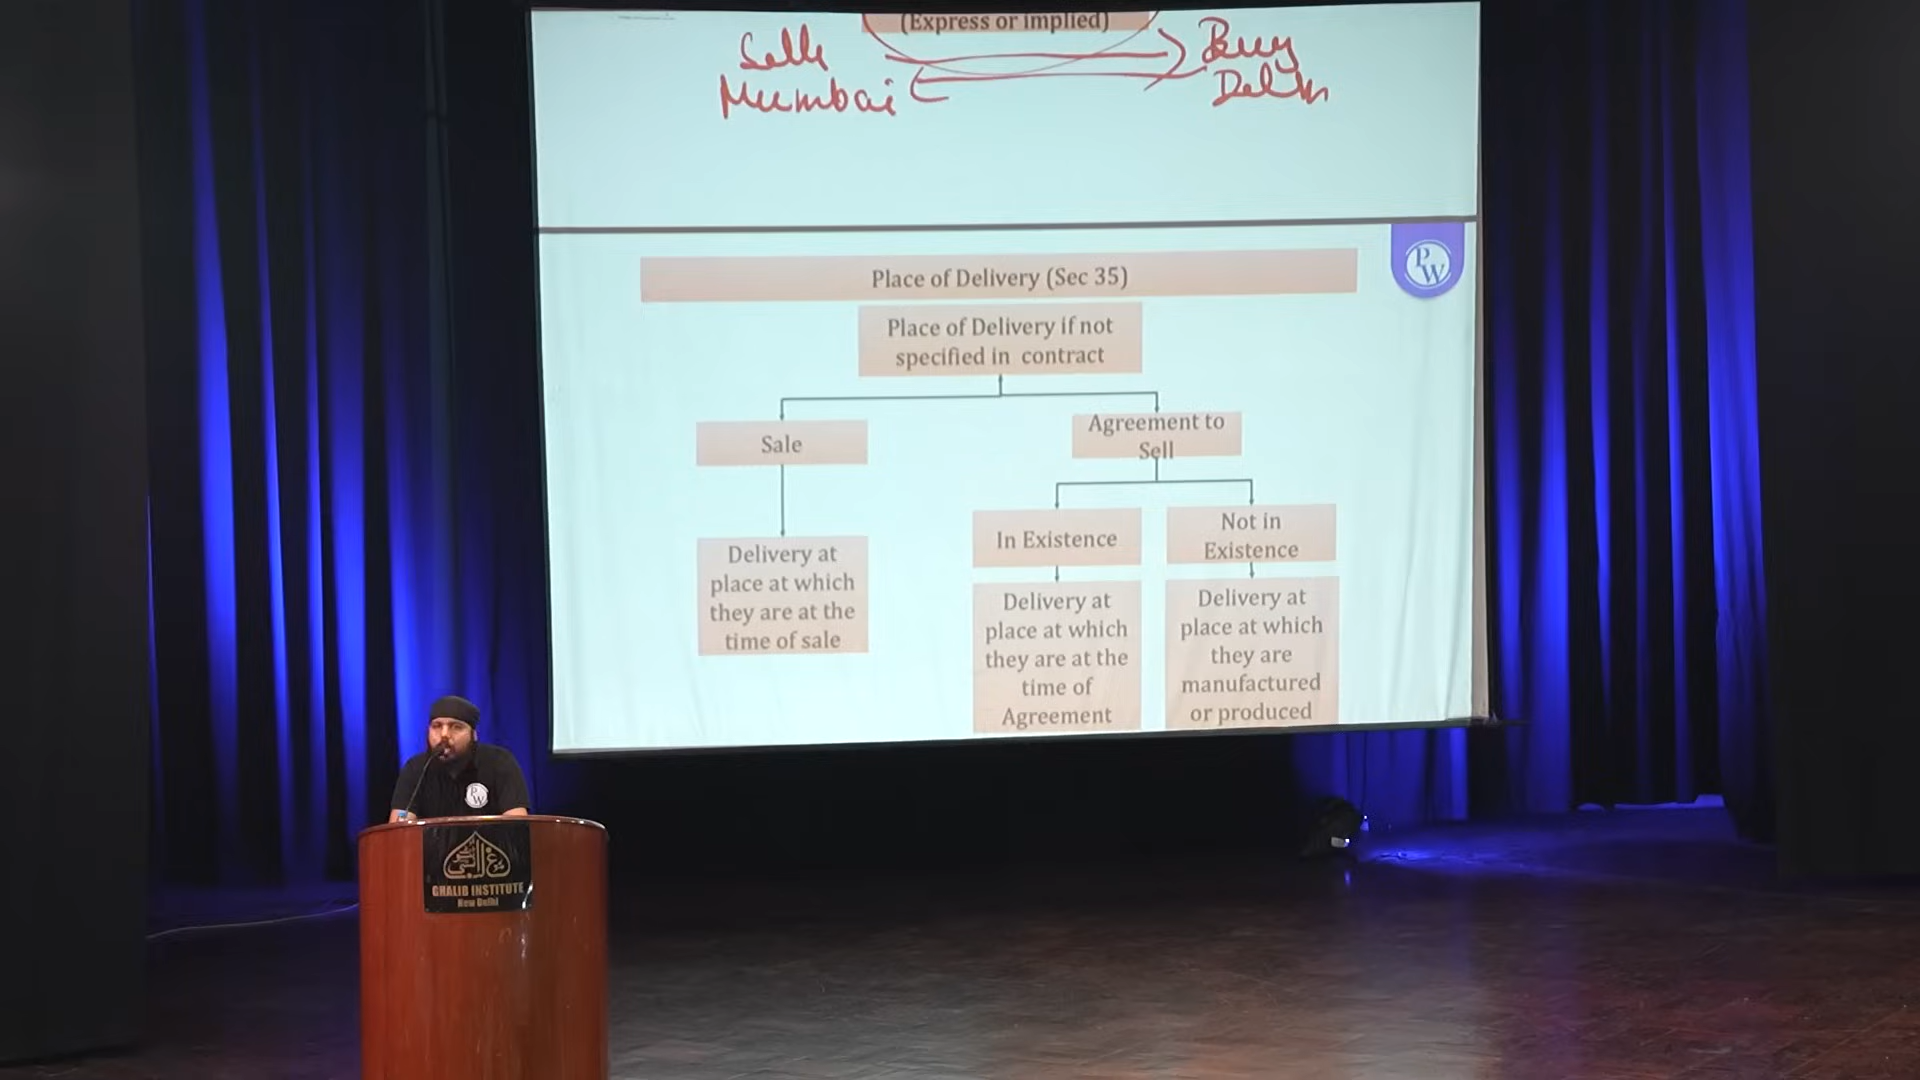 (Express or implied)
Selle
Buy
Mumbai
Delhi
PW
Place of Delivery (Sec 35)
Place of Delivery if not
specified in contract
Sale
Agreement to
Sell
In Existence
Not in
Existence
Delivery at
place at which
they are at the
time of sale
Delivery at
place at which
they are at the
time of
Agreement
Delivery at
place at which
they are
manufactured
or produced
PW
GHALIB INSTITUTE
New Delhi